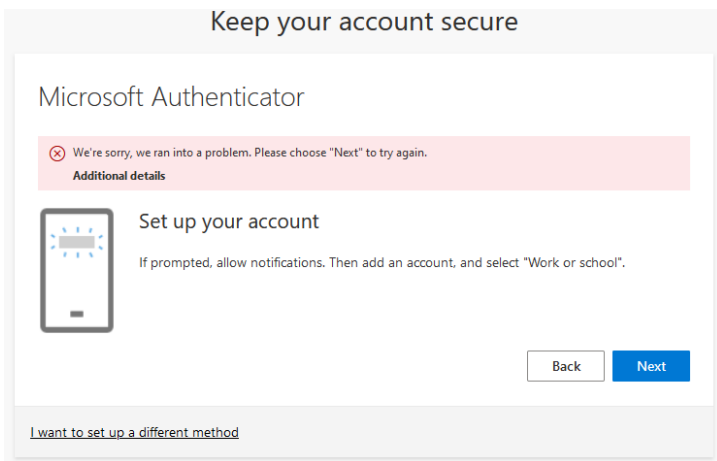 Keep your account secure
Microsoft Authenticator
We're sorry, we ran into a problem. Please choose "Next" to try again.
Additional details
Set up your account
If prompted, allow notifications. Then add an account, and select "Work or school".
Back
Next
I want to set up a different method